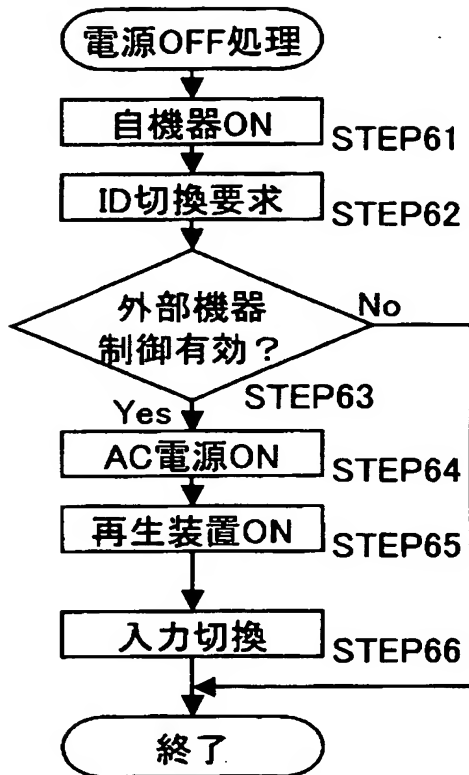 電源OFF処理
自機器ON
STEP61
ID切換要求
STEP62
外部機器
制御有効？
No
STEP63
Yes
AC電源ON
STEP64
再生装置ON
STEP65
入力切換
STEP66
終了